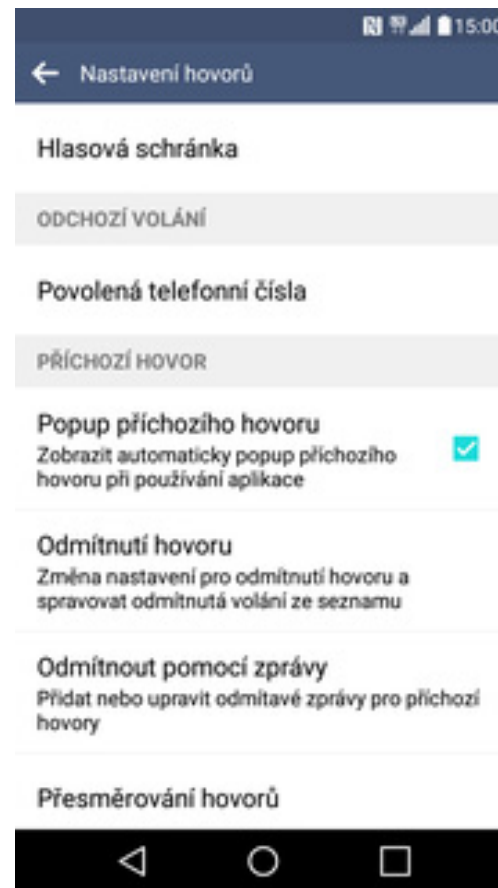 15:00
Nastavení hovorů
Hlasová schránka
ODCHOZÍ VOLÁNÍ
Povolená telefonní čísla
PŘÍCHOZÍ HOVOR
Popup příchozího hovoru
Zobrazit automaticky popup příchozího
hovoru při používání aplikace
Odmítnutí hovoru
Změna nastavení pro odmítnutí hovoru a
spravovat odmítnutá volání ze seznamu
Odmítnout pomocí zprávy
Přidat nebo upravit odmítavé zprávy pro příchozí
hovory
Přesměrování hovorů